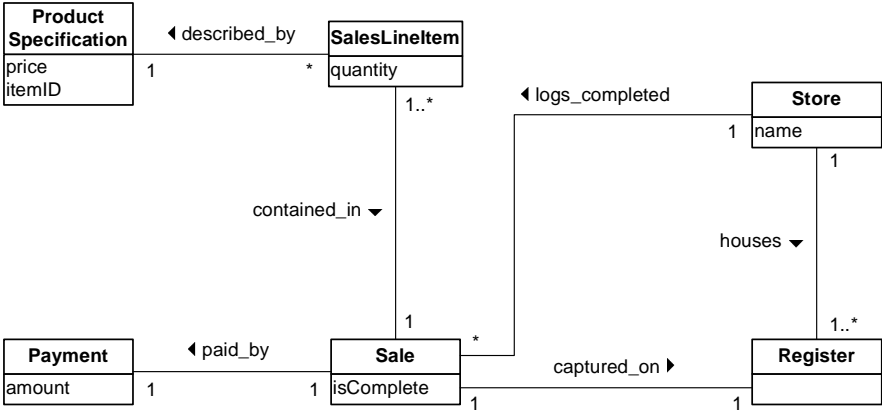 Product
Specification
price
itemID
described_by
1
*
SalesLineItem
quantity
1..*
logs_completed
1
Store
name
1
contained_in
houses
1
1..*
Payment
amount
paid_by
1
1
Sale
isComplete
*
captured_on
1
1
Register